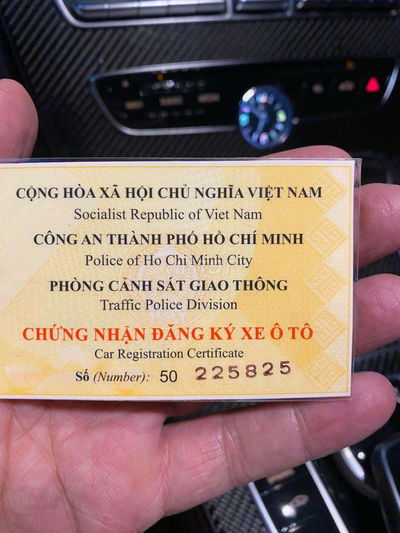 CỘNG HÒA XÃ HỘI CHỦ NGHĨA VIỆT NAM
Socialist Republic of Viet Nam
CÔNG AN THÀNH PHỐ HỒ CHÍ MINH
Police of Ho Chi Minh City
PHÒNG CẢNH SÁT GIAO THÔNG
Traffic Police Division
CHỨNG NHẬN ĐĂNG KÝ XE Ô TÔ
Car Registration Certificate
Số (Number): 50 225825